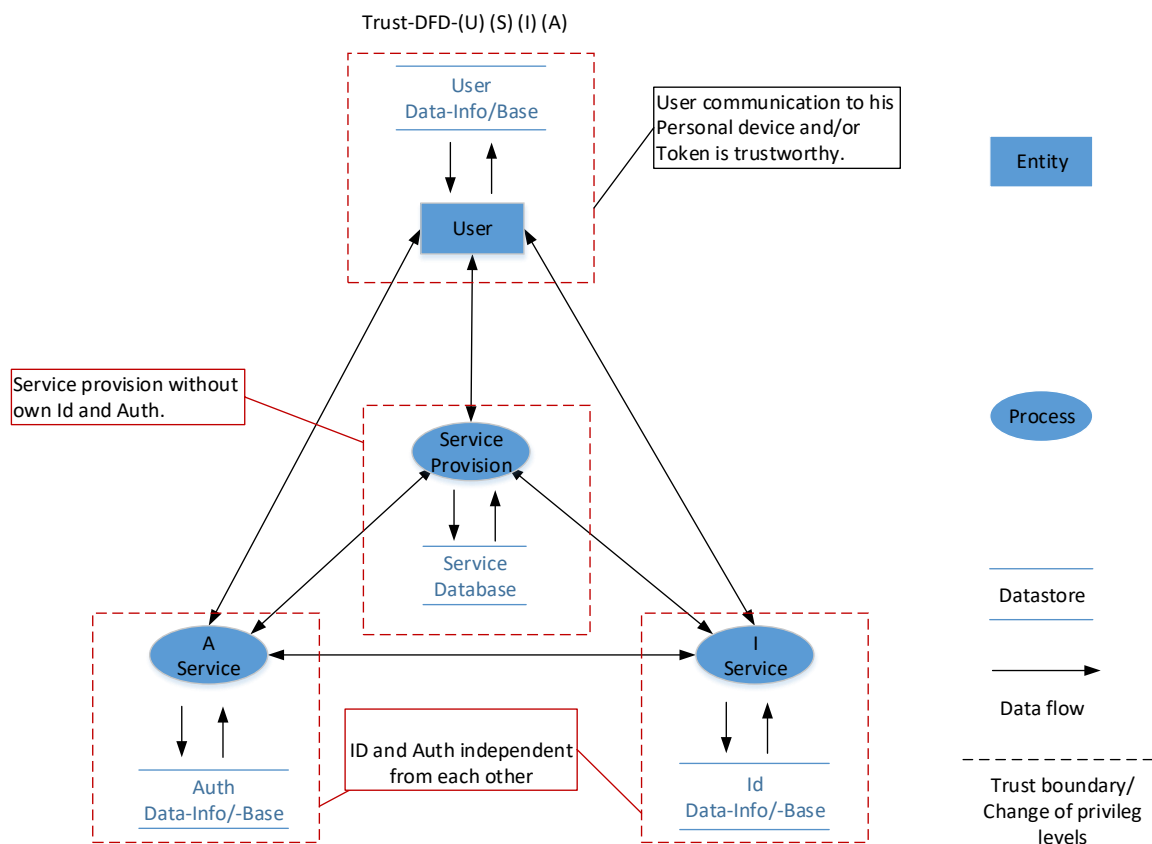 Trust-DFD-(U) (S) (I) (A)
User
Data-Info/Base
User communication to his
Personal device and/or
Token is trustworthy.
User
Entity
Service provision without
own Id and Auth.
Service
Provision
Process
Service
Database
A
Service
I
Service
Datastore
Data flow
ID and Auth independent
from each other
Auth
Data-Info/-Base
Id
Data-Info/-Base
Trust boundary/
Change of privileg
levels